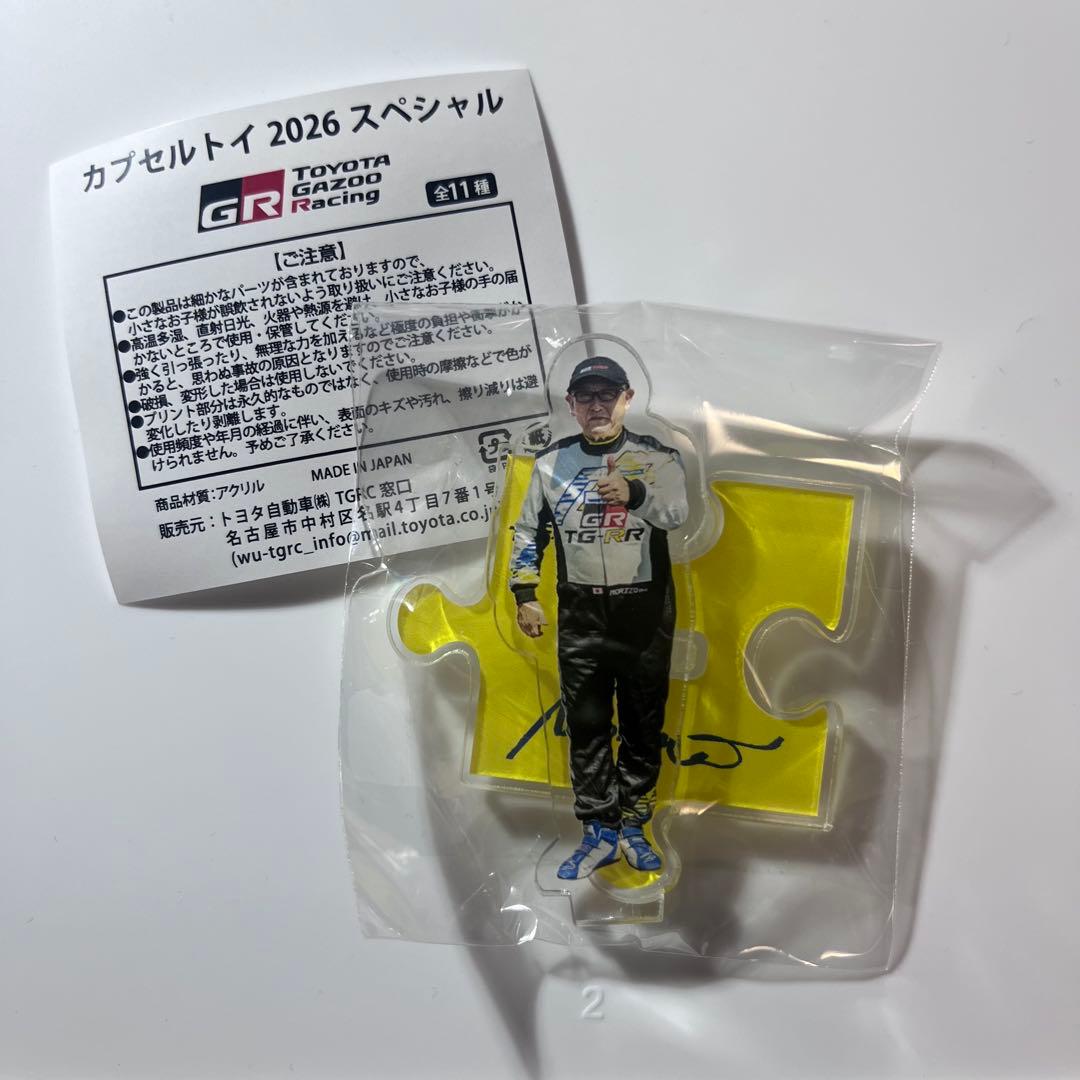 カプセルトイ 2026 スペシャル
GR TOYOTA GAZOO Racing
全11種
【ご注意】
●この製品は細かなパーツが含まれておりますので、
小さなお子様が誤飲されないよう取り扱いにご注意ください。
●高温多湿、直射日光、火器や熱源を避け、小さなお子様の手の届
かないところで使用・保管してください。
●強く引っ張ったり、無理な力を加えるなど極度の負担や衝撃がか
かると、思わぬ事故の原因となりますのでご注意ください。
●破損、変形した場合は使用しないでください。
●プリント部分は永久的なものではなく、使用時の摩擦などで色が
変化したり剥離します。
●使用頻度や年月の経過に伴い、表面のキズや汚れ、擦り減りは避
けられません。予めご了承ください。
MADE IN JAPAN
商品材質:アクリル
プラ
紙
販売元:トヨタ自動車㈱ TGRC 窓口
名古屋市中村区名駅4丁目7番1号
(wu-tgrc_info@mail.toyota.co.jp
GR
TG-RR
MORIZO
2